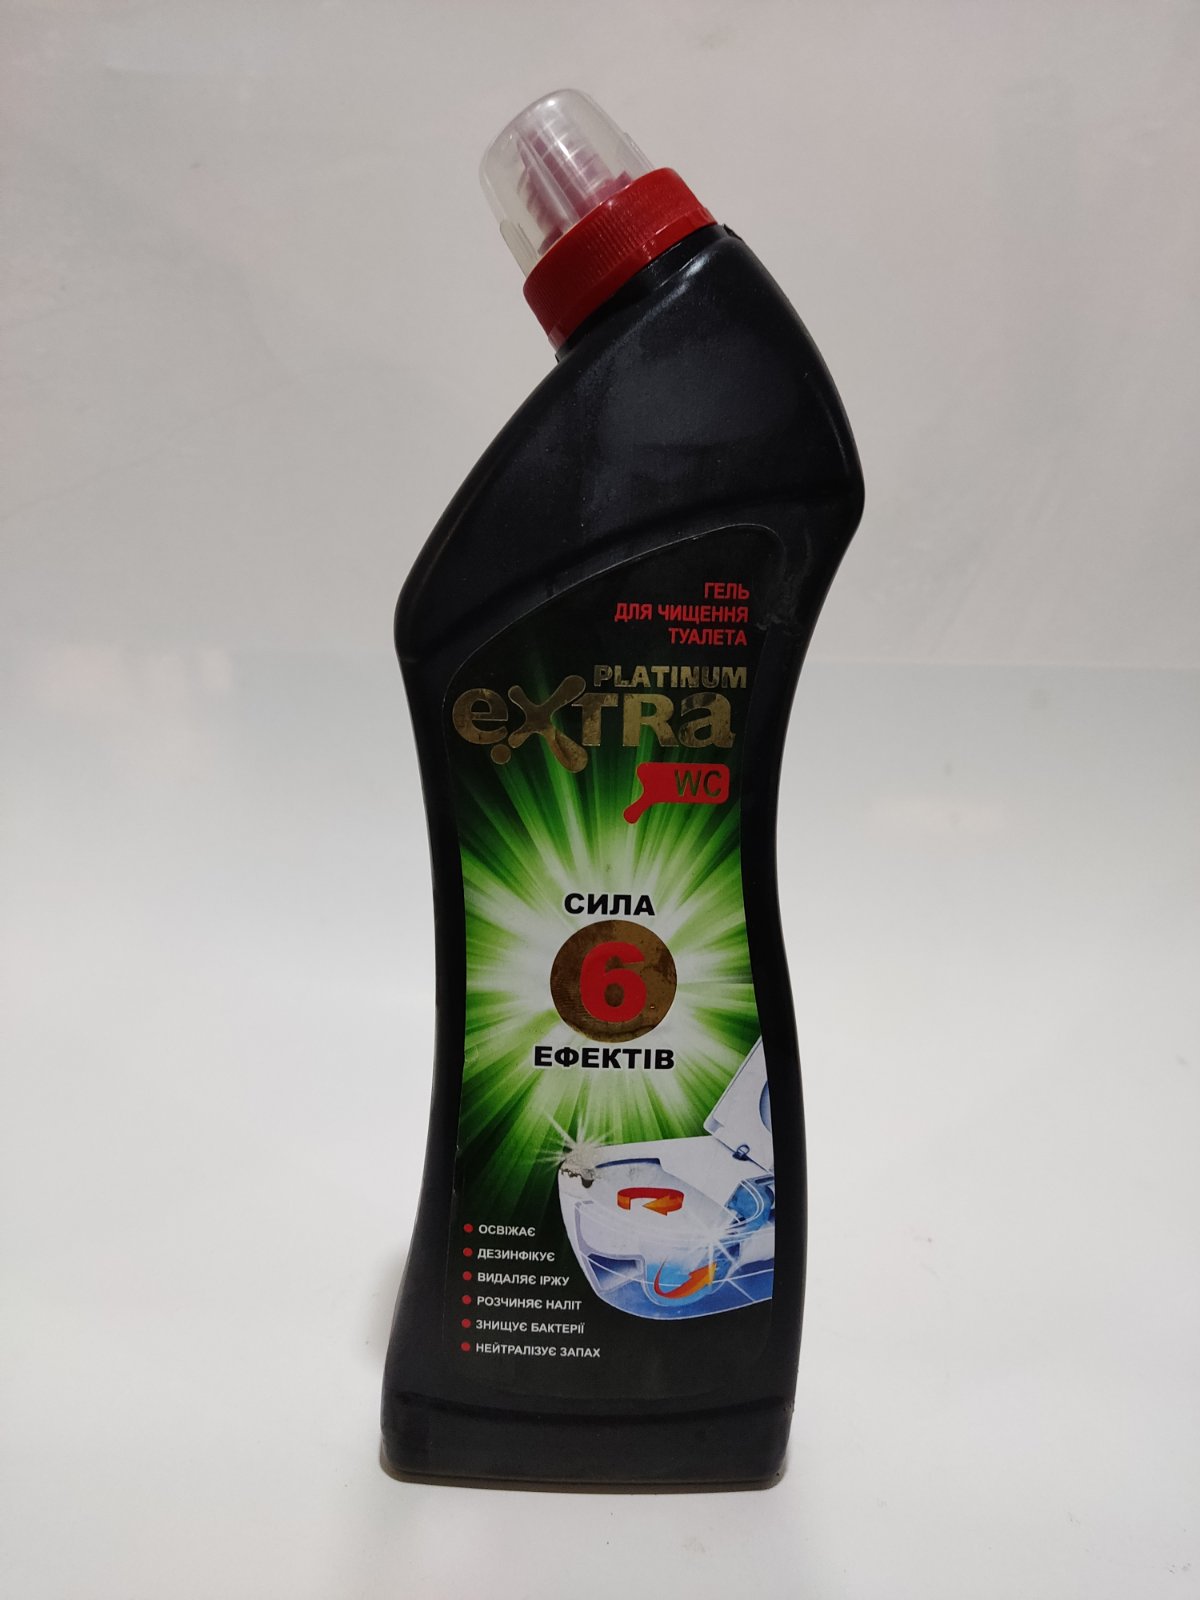 ГЕЛЬ
ДЛЯ ЧИЩЕННЯ
ТУАЛЕТА
PLATINUM
eXTRa
WC
СИЛА
6
ЕФЕКТІВ
ОСВІЖАЄ
ДЕЗИНФІКУЄ
ВИДАЛЯЄ ІРЖУ
РОЗЧИНЯЄ НАЛІТ
ЗНИЩУЄ БАКТЕРІЇ
НЕЙТРАЛІЗУЄ ЗАПАХ